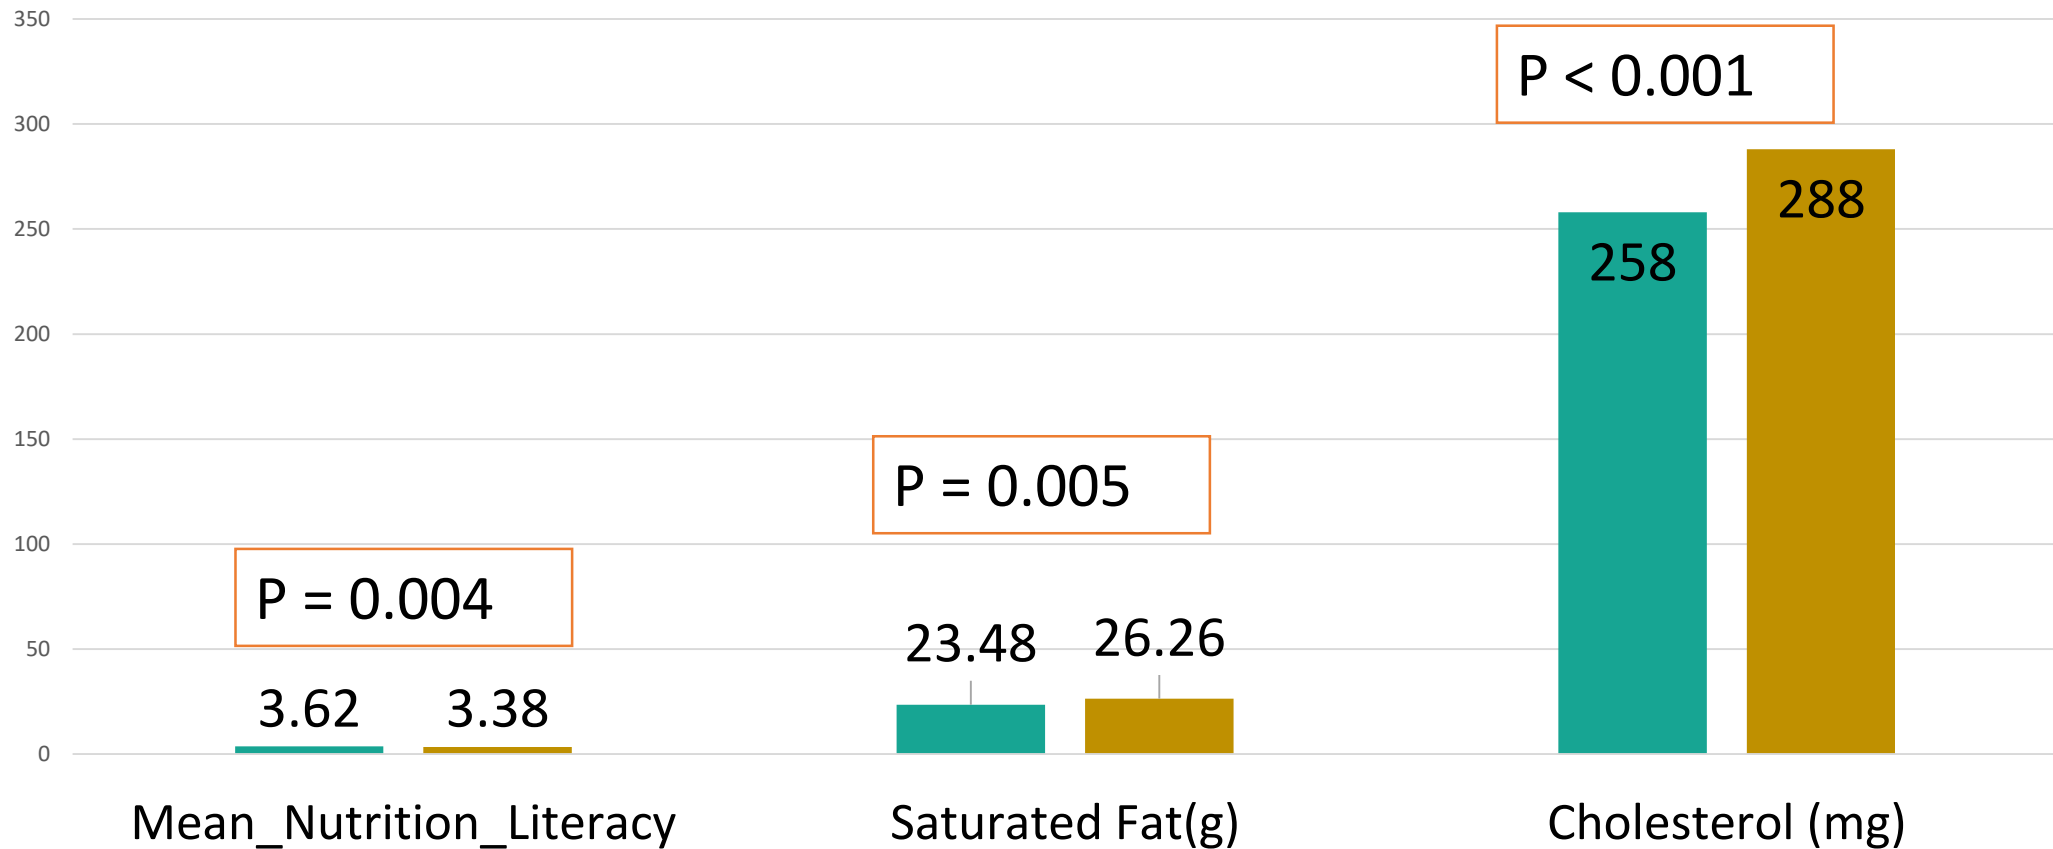 350
300
250
200
150
100
50
0
P = 0.004
3.62 3.38
P = 0.005
23.48 26.26
P < 0.001
258 288
Mean_Nutrition_Literacy Saturated Fat(g) Cholesterol (mg)